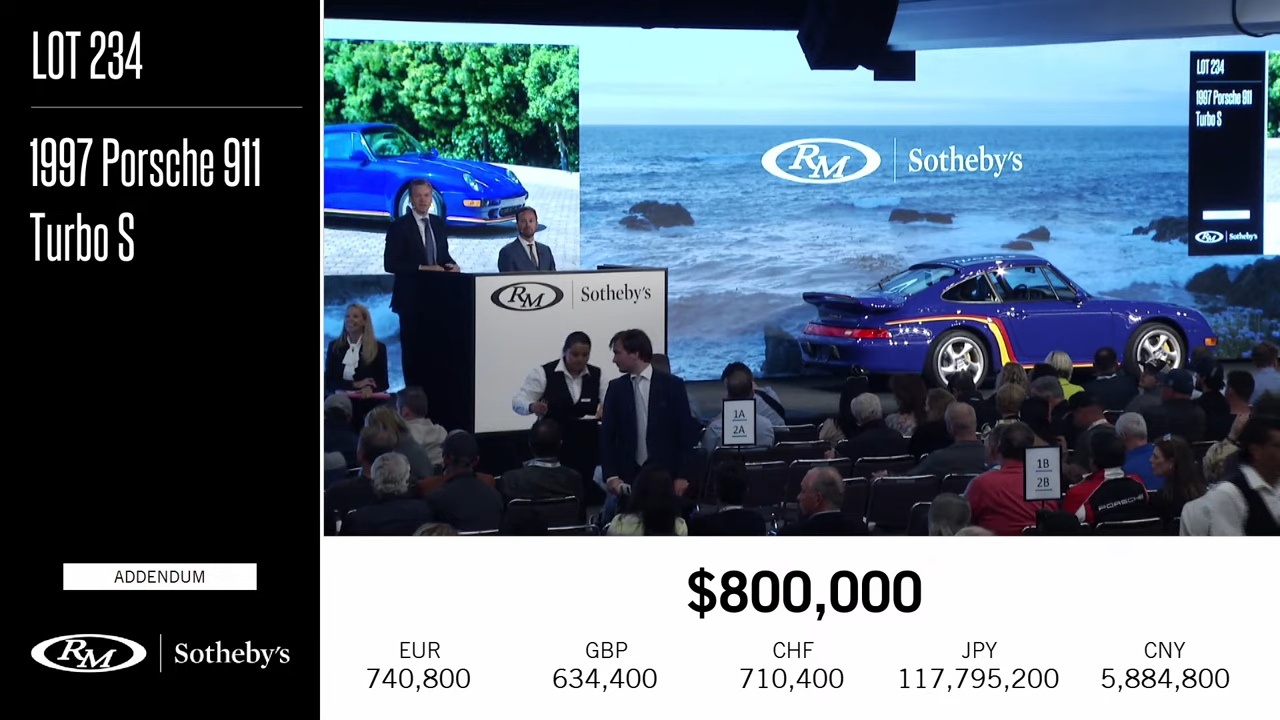 LOT 234
1997 Porsche 911
Turbo S
ADDENDUM
RM Sotheby's
RM Sotheby's
LOT 234
1997 Porsche 911
Turbo S
RM Sotheby's
RM Sotheby's
1A
2A
1B
2B
PORSCHE
$800,000
EUR GBP CHF JPY CNY
740,800 634,400 710,400 117,795,200 5,884,800